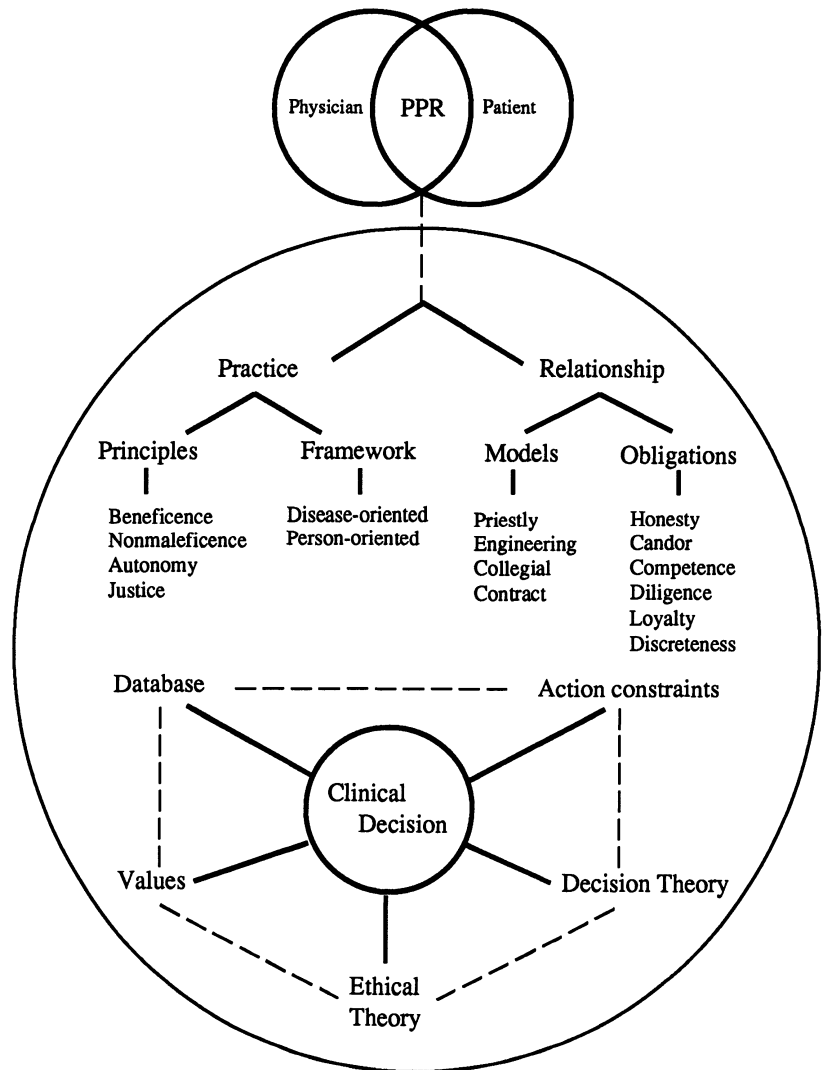 Physician PPR Patient
Practice
Relationship
Principles
Framework
Models
Obligations
Beneficence
Nonmaleficence
Autonomy
Justice
Disease-oriented
Person-oriented
Priestly
Engineering
Collegial
Contract
Honesty
Candor
Competence
Diligence
Loyalty
Discreteness
Database
Action constraints
Clinical
Decision
Values
Decision Theory
Ethical
Theory